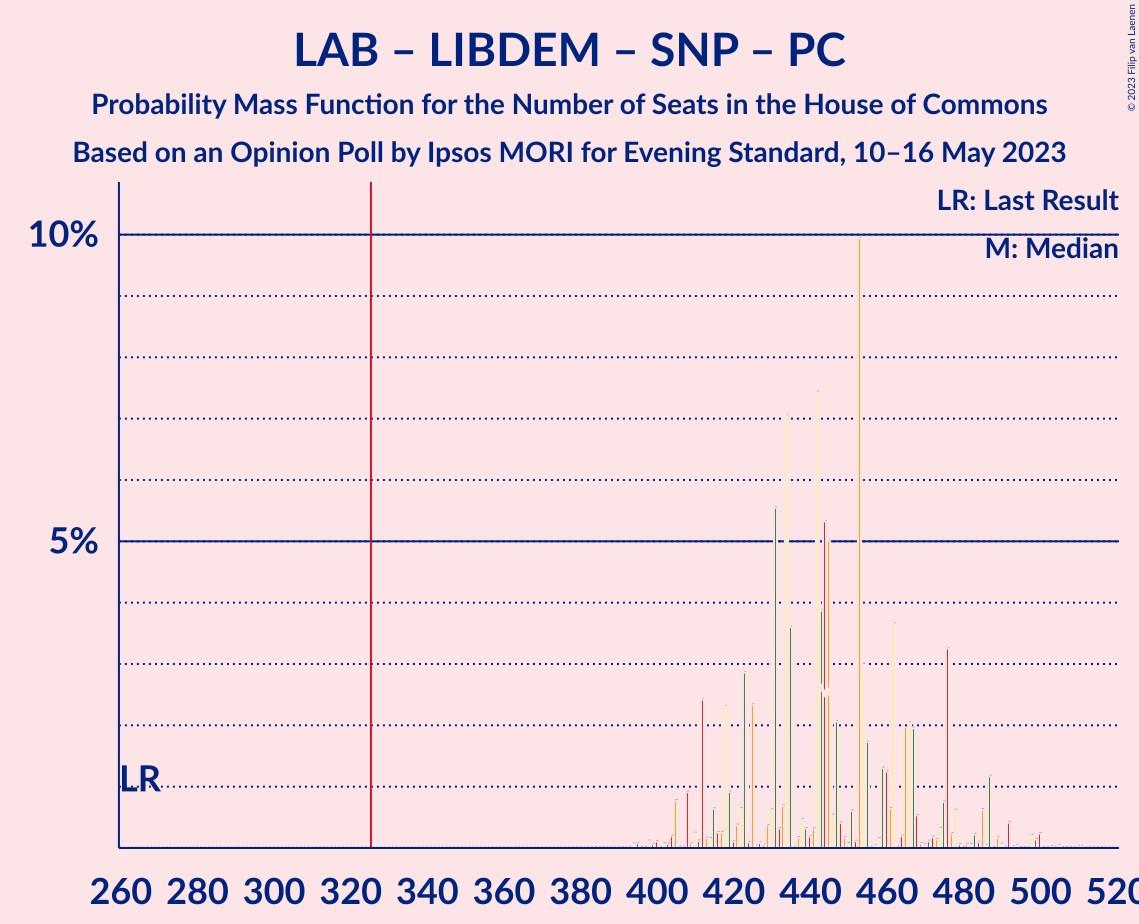 LAB – LIBDEM – SNP – PC
Probability Mass Function for the Number of Seats in the House of Commons
Based on an Opinion Poll by Ipsos MORI for Evening Standard, 10–16 May 2023
© 2023 Filip van Laenen
LR: Last Result
M: Median
10%
5%
LR
260 280 300 320 340 360 380 400 420 440 460 480 500 520